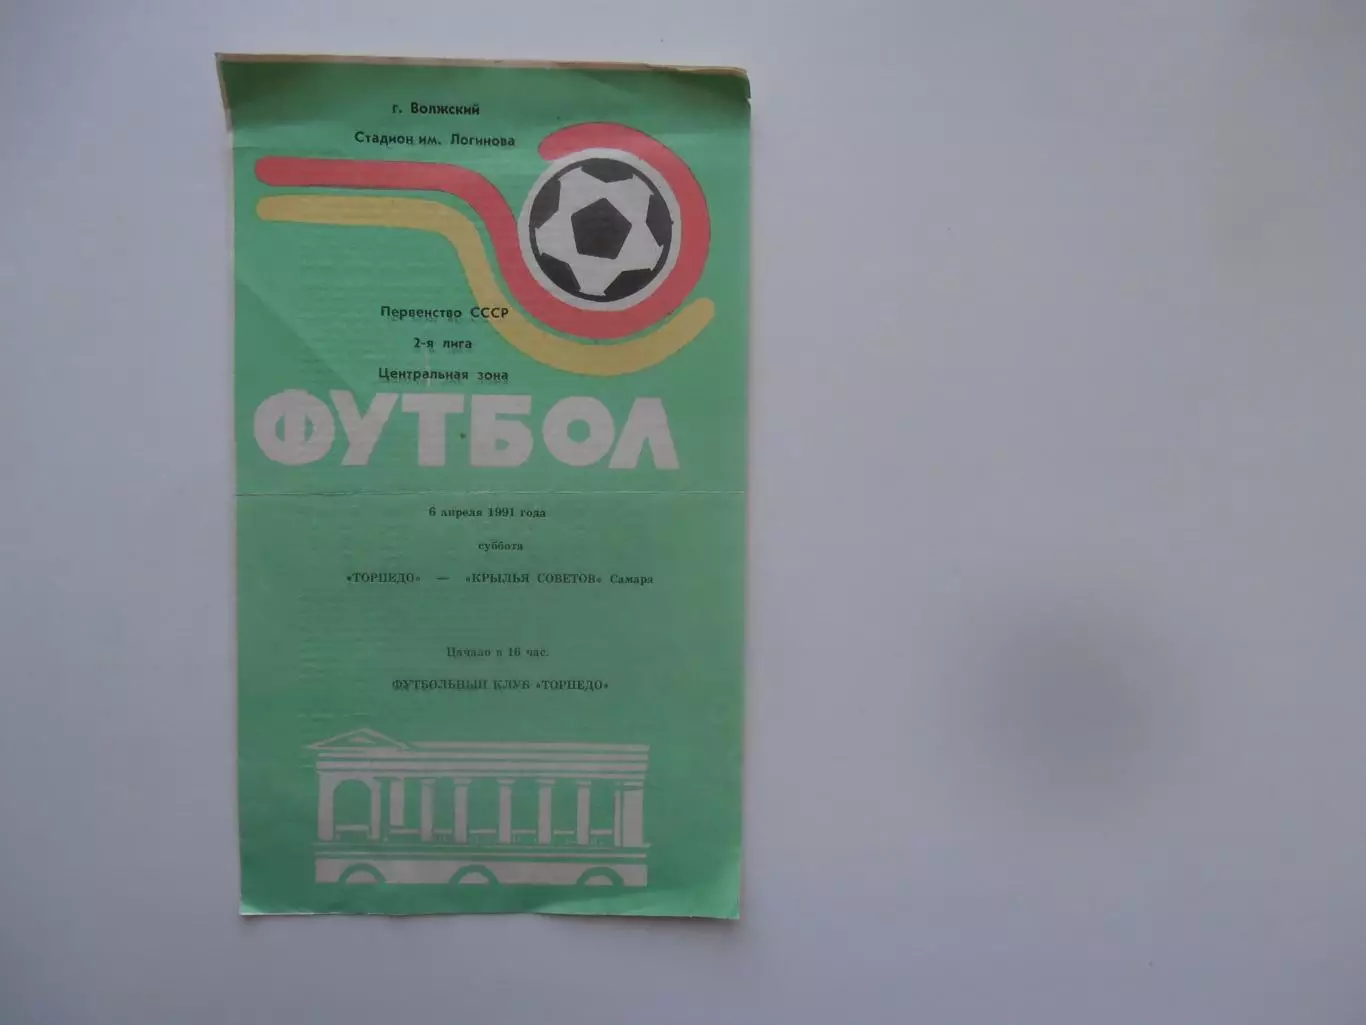 г. Волжский
Стадион им. Логинова
Первенство СССР
2-я лига
Центральная зона
ФУТБОЛ
6 апреля 1991 года
суббота
«ТОРПЕДО» — «КРЫЛЬЯ СОВЕТОВ» Самара
Начало в 16 час.
ФУТБОЛЬНЫЙ КЛУБ «ТОРПЕДО»